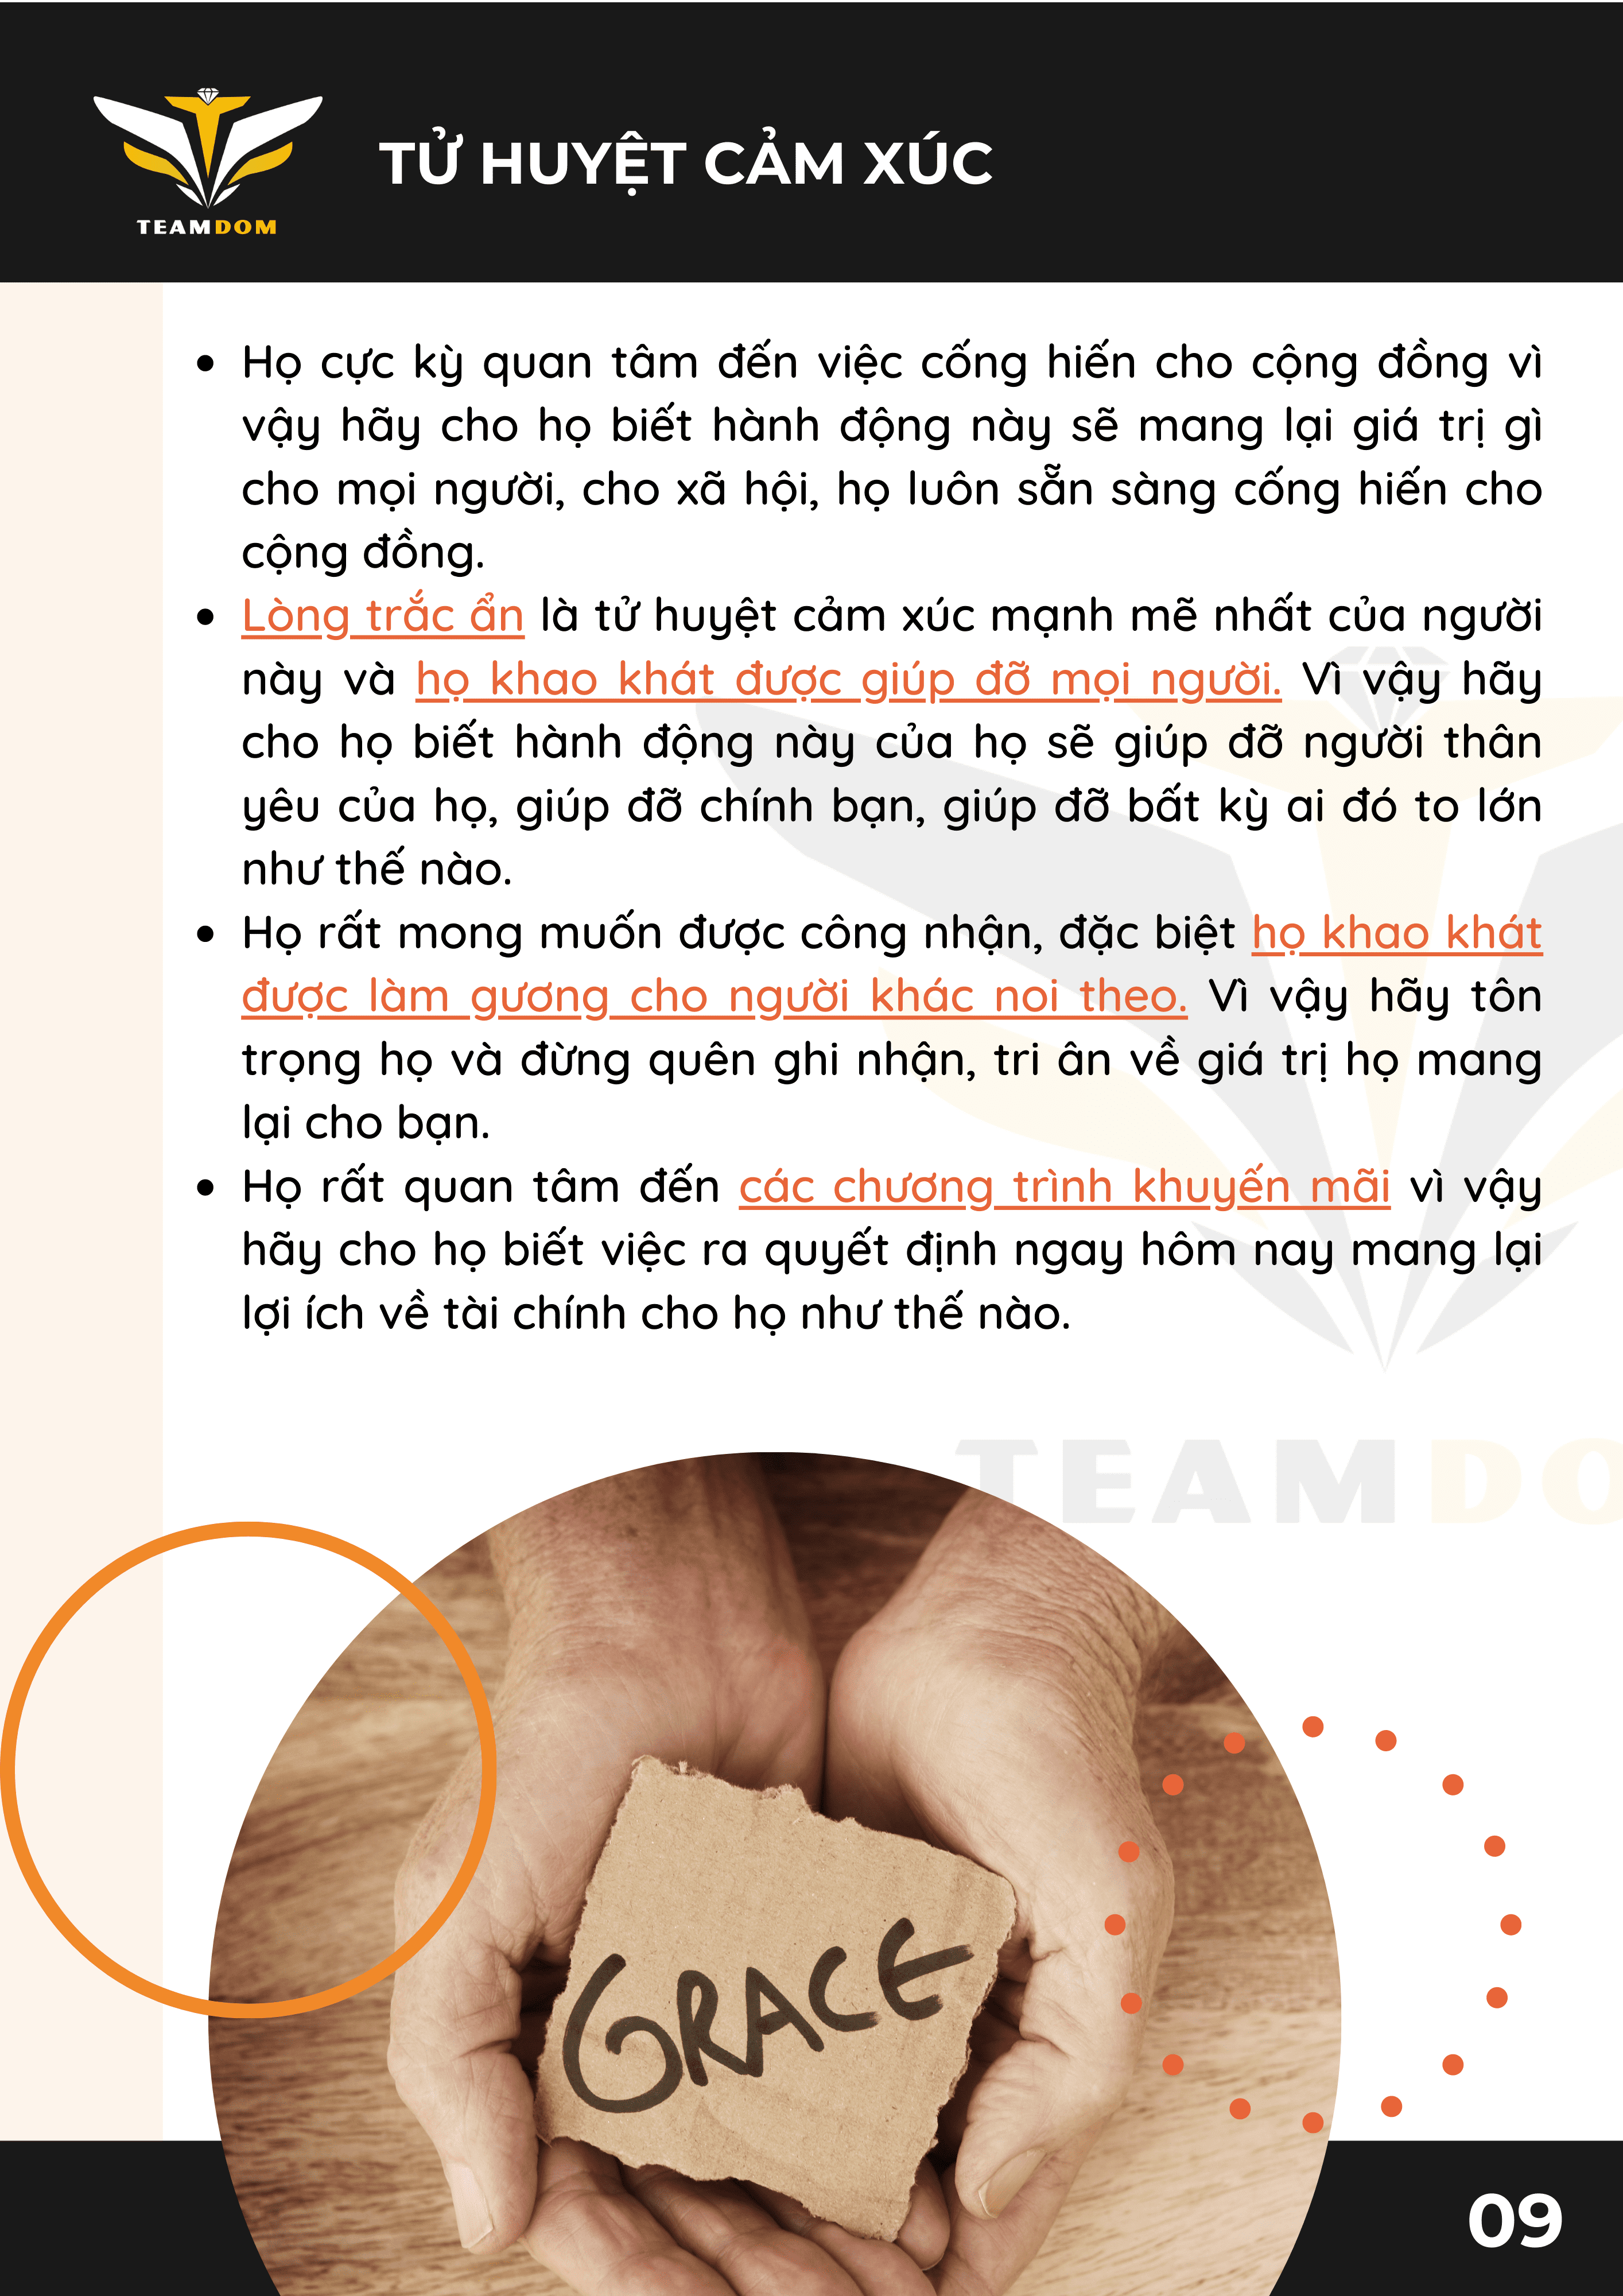 TEAMDOM
TỬ HUYỆT CẢM XÚC
• Họ cực kỳ quan tâm đến việc cống hiến cho cộng đồng vì
vậy hãy cho họ biết hành động này sẽ mang lại giá trị gì
cho mọi người, cho xã hội, họ luôn sẵn sàng cống hiến cho
cộng đồng.
• Lòng trắc ẩn là tử huyệt cảm xúc mạnh mẽ nhất của người
này và họ khao khát được giúp đỡ mọi người. Vì vậy hãy
cho họ biết hành động này của họ sẽ giúp đỡ người thân
yêu của họ, giúp đỡ chính bạn, giúp đỡ bất kỳ ai đó to lớn
như thế nào.
• Họ rất mong muốn được công nhận, đặc biệt họ khao khát
được làm gương cho người khác noi theo. Vì vậy hãy tôn
trọng họ và đừng quên ghi nhận, tri ân về giá trị họ mang
lại cho bạn.
• Họ rất quan tâm đến các chương trình khuyến mãi vì vậy
hãy cho họ biết việc ra quyết định ngay hôm nay mang lại
lợi ích về tài chính cho họ như thế nào.
TEAMDO
GRACE
09